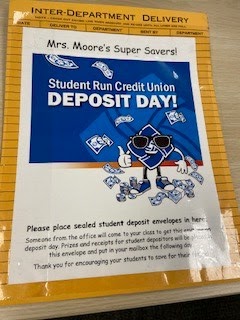 INTER-DEPARTMENT DELIVERY
DATE DELIVER TO: DEPARTMENT SENT BY DEPARTMENT
Mrs. Moore's Super Savers!
Student Run Credit Union
DEPOSIT DAY!
Please place sealed student deposit envelopes in here
Someone from the office will come to your class to get this
deposit day. Prizes and receipts for student depositors will be
this envelope and put in your mailbox the following
Thank you for encouraging your students to save for their